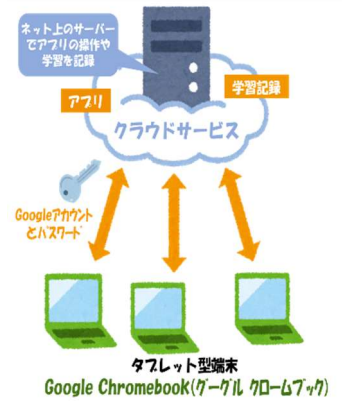 ネット上のサーバー
でアプリの操作や
学習を記録
アプリ
学習記録
クラウドサービス
Googleアカウント
とパスワード
タブレット型端末
Google Chromebook(グーグル クロームブック)